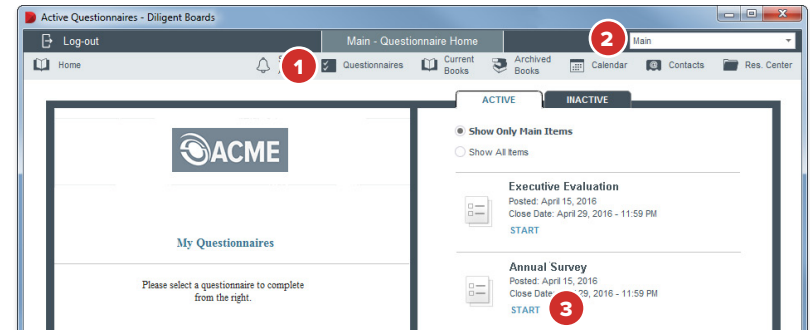 Active Questionnaires - Diligent Boards
Log-out
Main - Questionnaire Home
2
Main
Home
1
Questionnaires
Current
Books
Archived
Books
Calendar
Contacts
Res. Center
ACTIVE
INACTIVE
Show Only Main Items
Show All Items
ACME
My Questionnaires
Please select a questionnaire to complete
from the right.
Executive Evaluation
Posted: April 15, 2016
Close Date: April 29, 2016 - 11:59 PM
START
Annual Survey
Posted: April 15, 2016
Close Date: April 29, 2016 - 11:59 PM
START
3